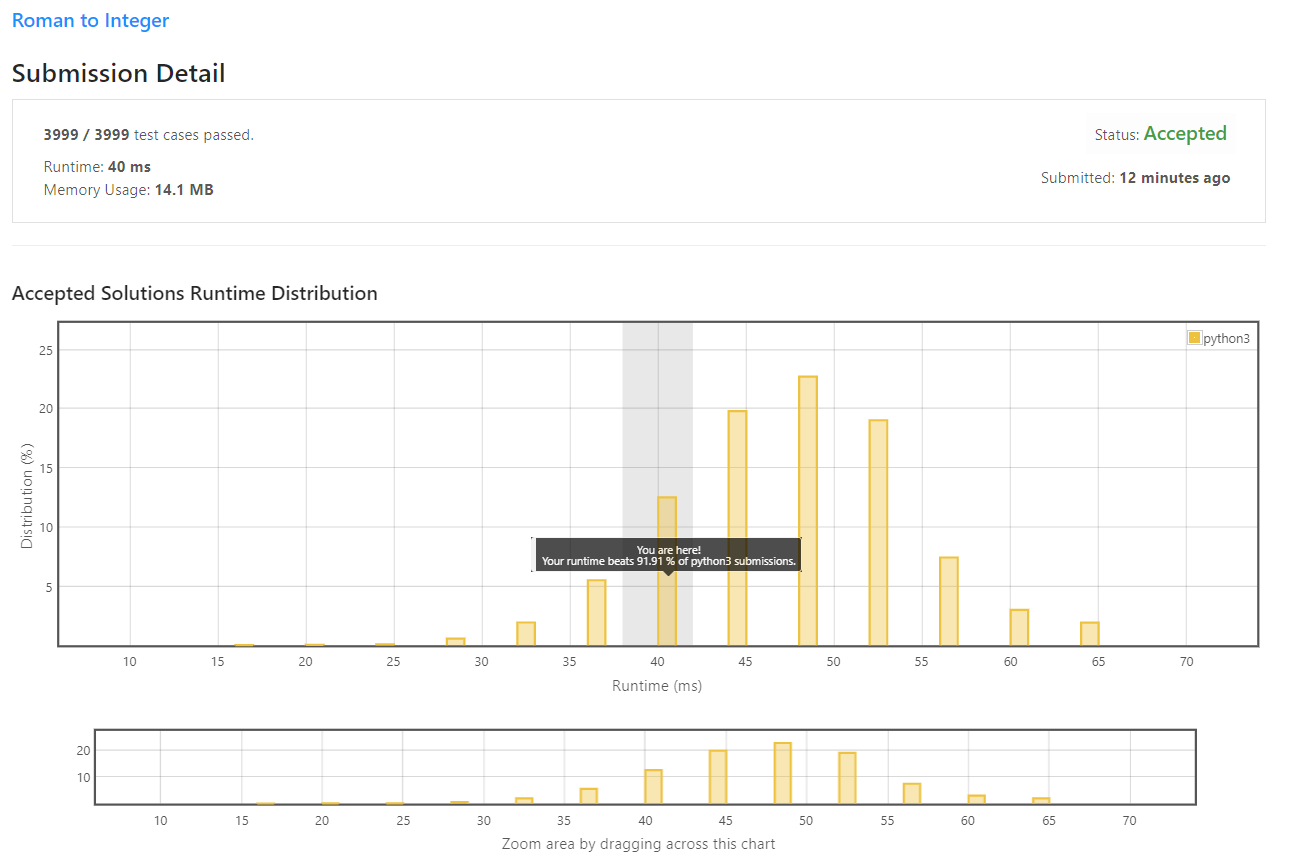 Roman to Integer
Submission Detail
3999 / 3999 test cases passed.
Status: Accepted
Runtime: 40 ms
Memory Usage: 14.1 MB
Submitted: 12 minutes ago
Accepted Solutions Runtime Distribution
python3
Distribution (%)
25
20
15
10
5
You are here!
Your runtime beats 91.91 % of python3 submissions.
10 15 20 25 30 35 40 45 50 55 60 65 70
Runtime (ms)
20
10
10 15 20 25 30 35 40 45 50 55 60 65 70
Zoom area by dragging across this chart